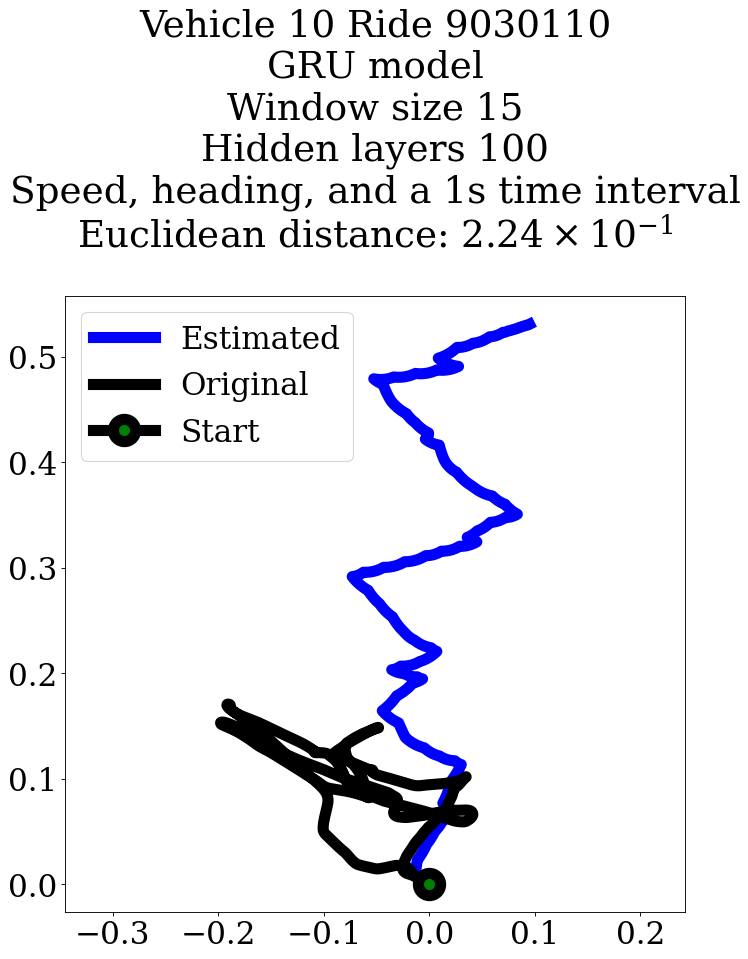 Vehicle 10 Ride 9030110
GRU model
Window size 15
Hidden layers 100
Speed, heading, and a 1s time interval
Euclidean distance: 2.24 × 10⁻¹
Estimated
Original
Start
0.5
0.4
0.3
0.2
0.1
0.0
−0.3 −0.2 −0.1 0.0 0.1 0.2